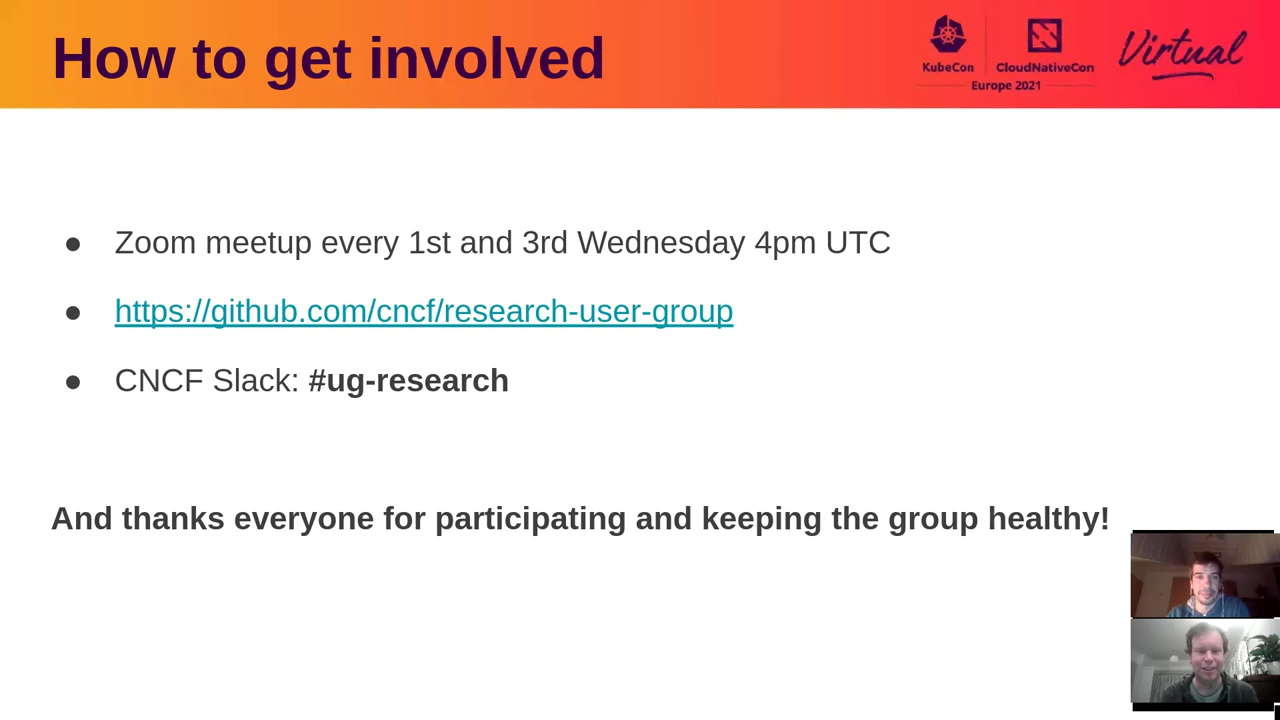 How to get involved
KubeCon
CloudNativeCon
Europe 2021
Virtual
● Zoom meetup every 1st and 3rd Wednesday 4pm UTC
● https://github.com/cncf/research-user-group
● CNCF Slack: #ug-research
And thanks everyone for participating and keeping the group healthy!